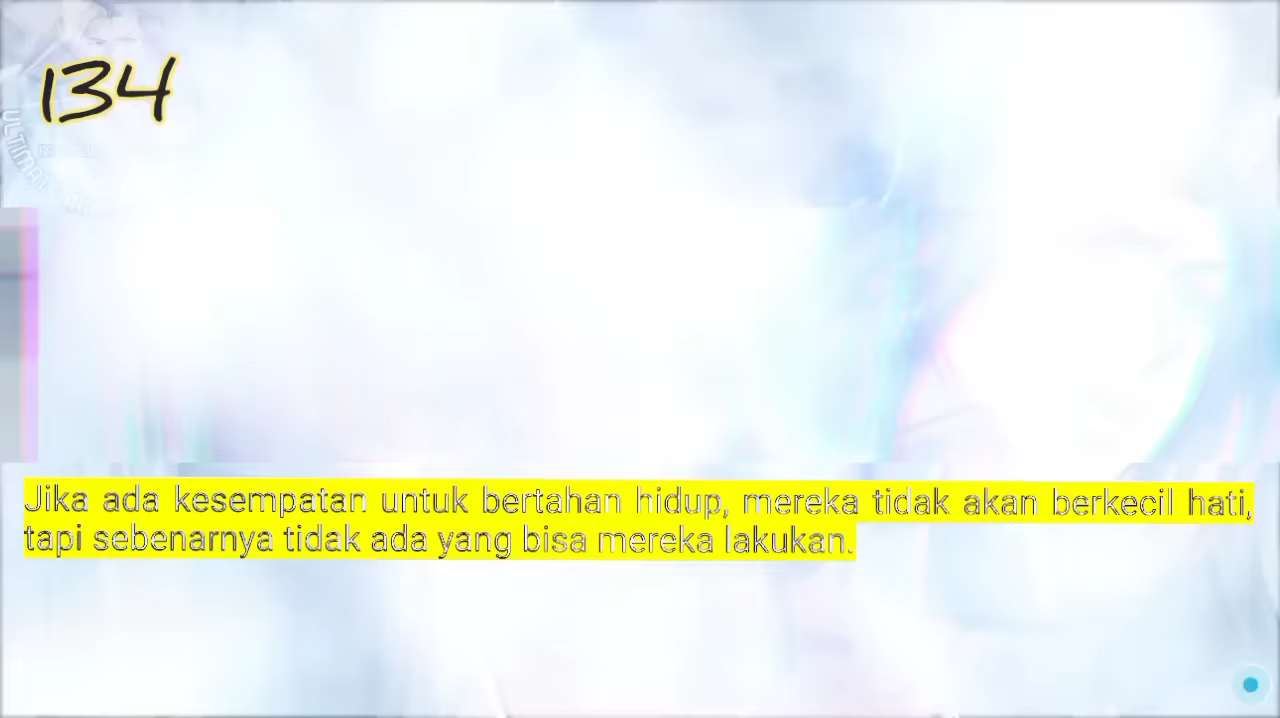 134
Jika ada kesempatan untuk bertahan hidup, mereka tidak akan berkecil hati,
tapi sebenarnya tidak ada yang bisa mereka lakukan.